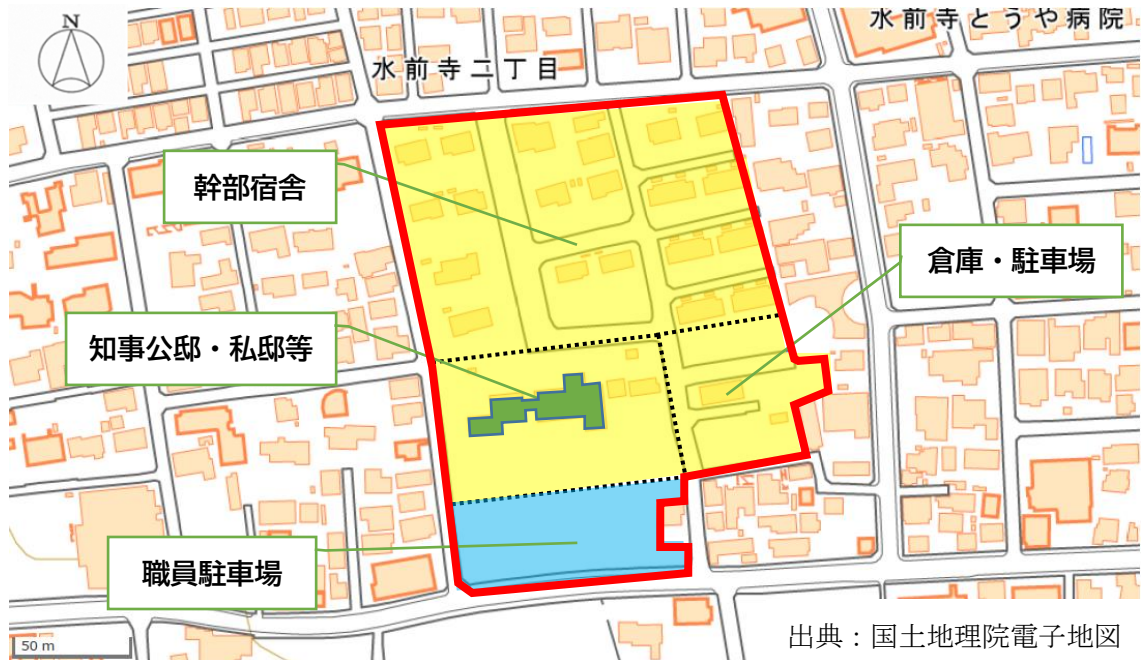 N
水前寺とうや病院
水前寺二丁目
幹部宿舎
倉庫・駐車場
知事公邸・私邸等
職員駐車場
50 m
出典：国土地理院電子地図